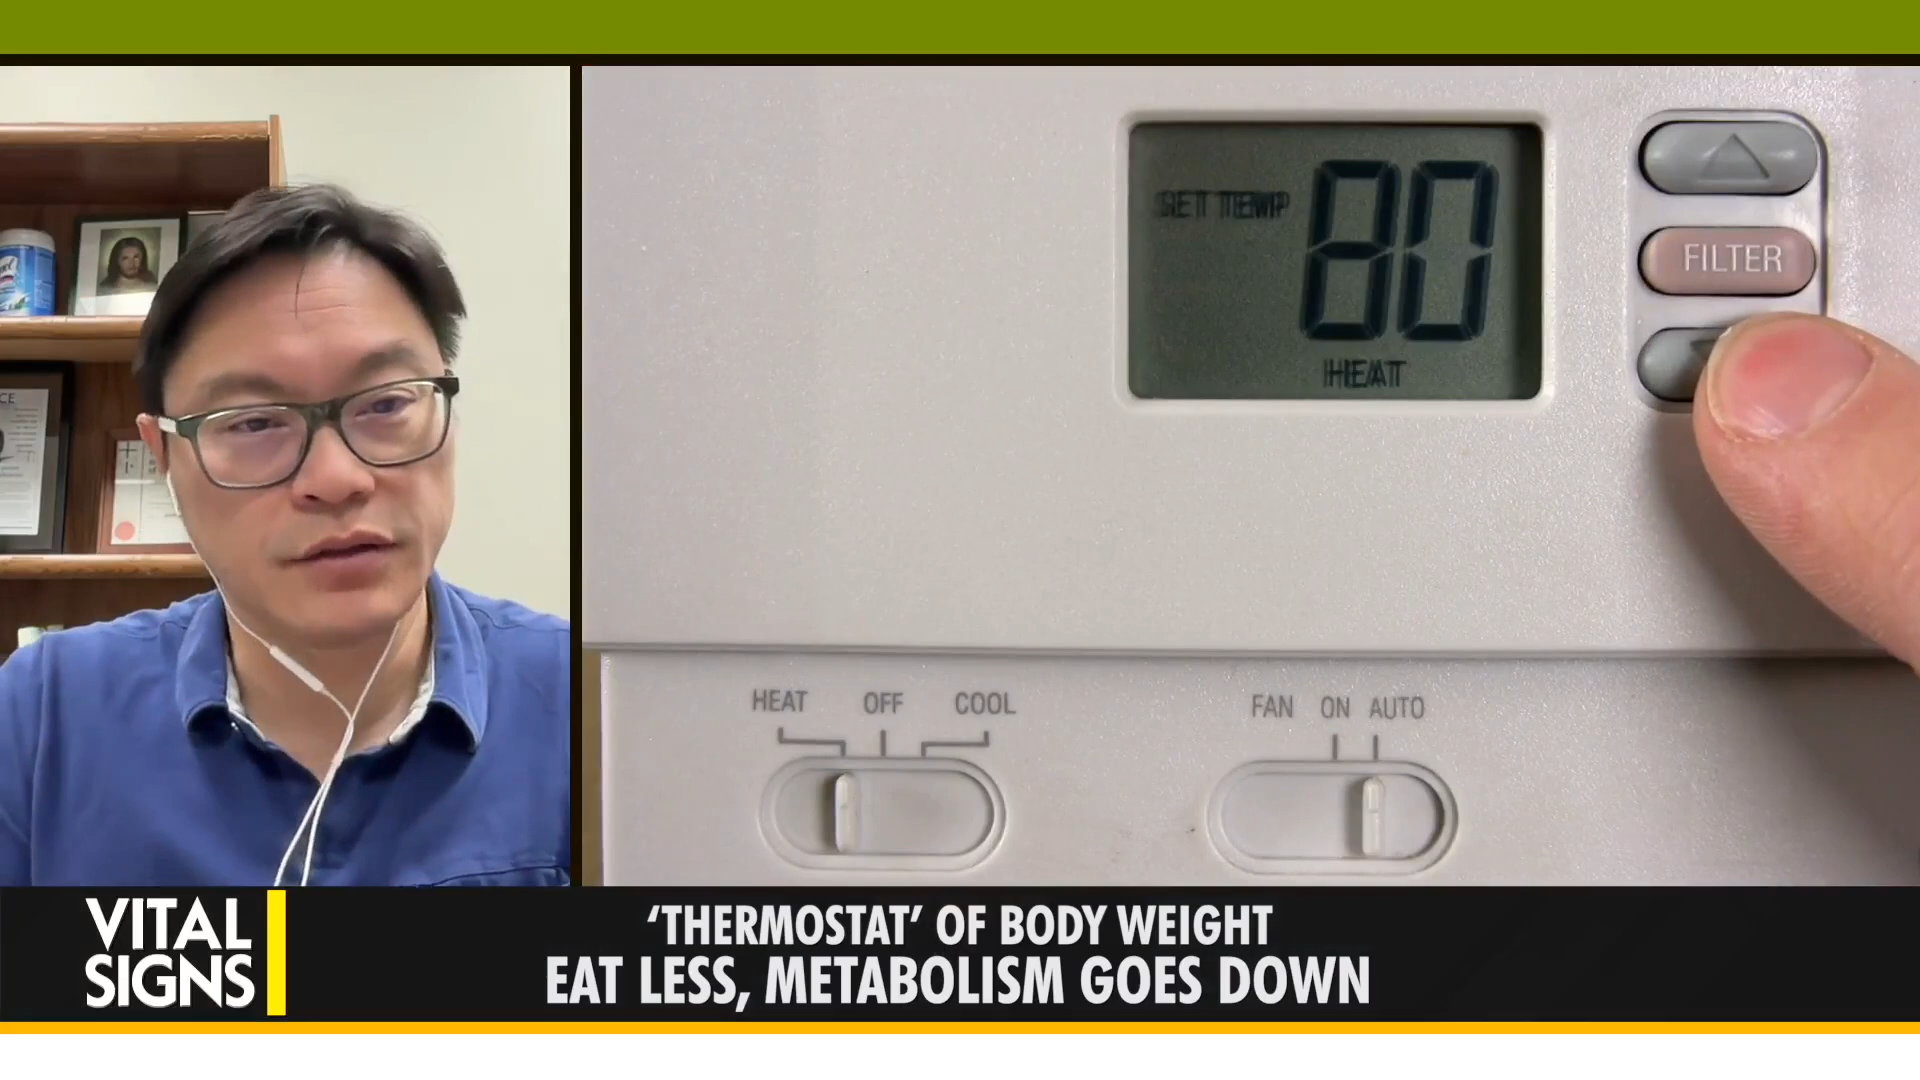 CE
SET TEMP 80
HEAT
FILTER
HEAT OFF COOL
FAN ON AUTO
VITAL
SIGNS
‘THERMOSTAT’ OF BODY WEIGHT
EAT LESS, METABOLISM GOES DOWN